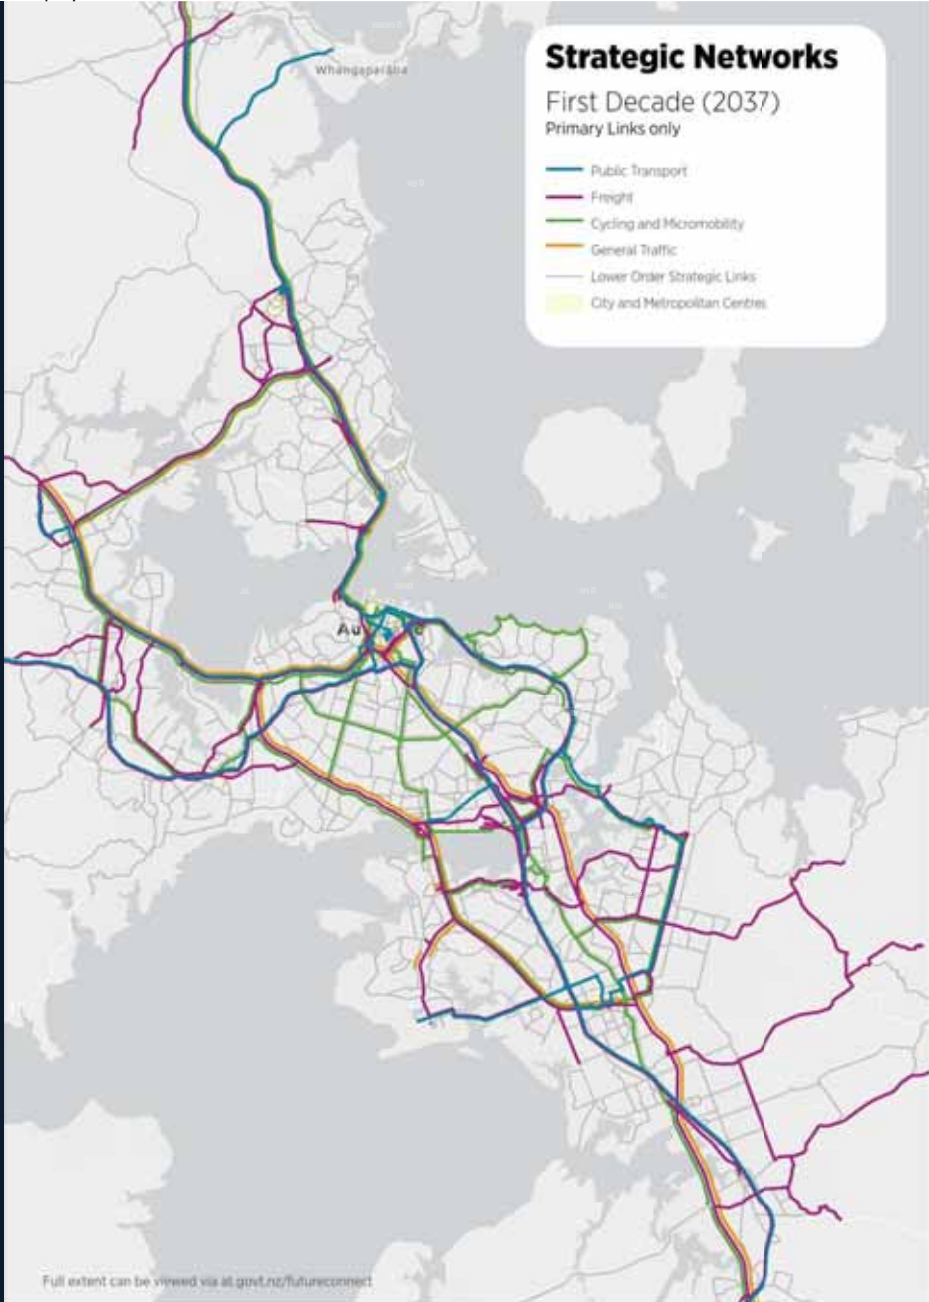 Strategic Networks
First Decade (2037)
Primary Links only
Public Transport
Freight
Cycling and Micromobility
General Traffic
Lower Order Strategic Links
City and Metropolitan Centres
Whangaparāoa
Au
Full extent can be viewed via at.govt.nz/futureconnect